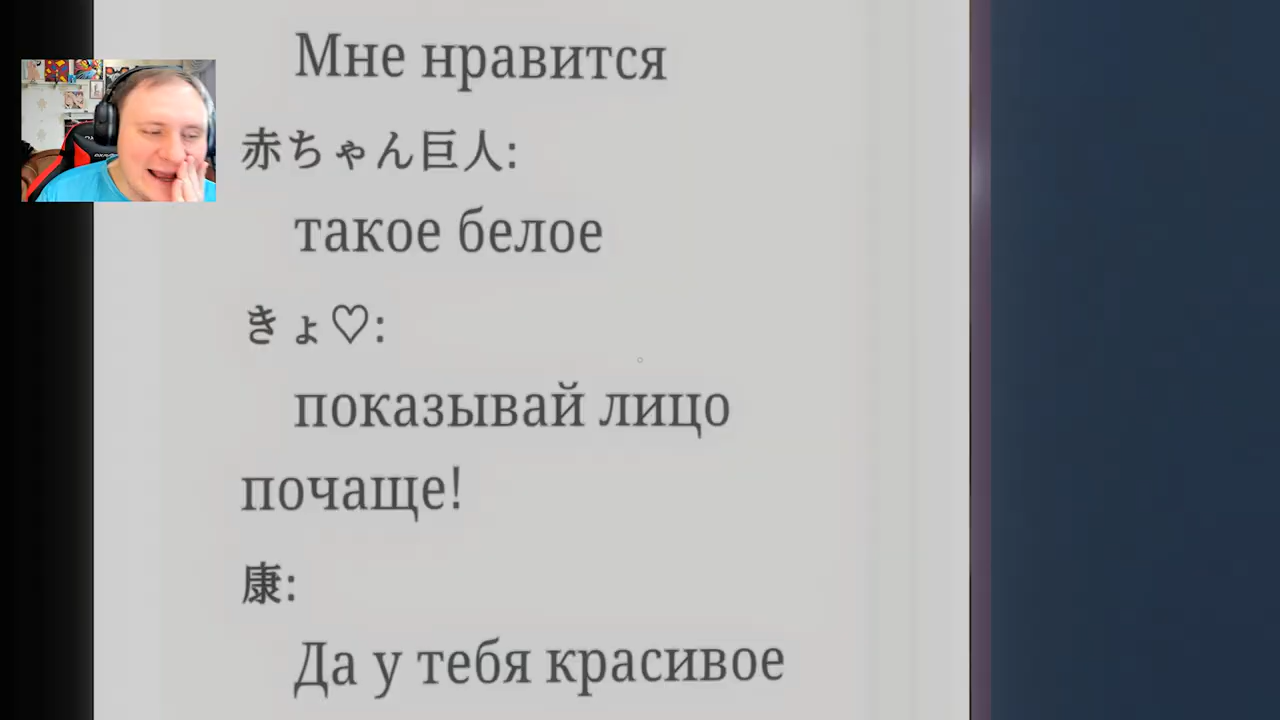 Мне нравится
赤ちゃん巨人:
такое белое
きょ♡:
показывай лицо
почаще!
康:
Да у тебя красивое